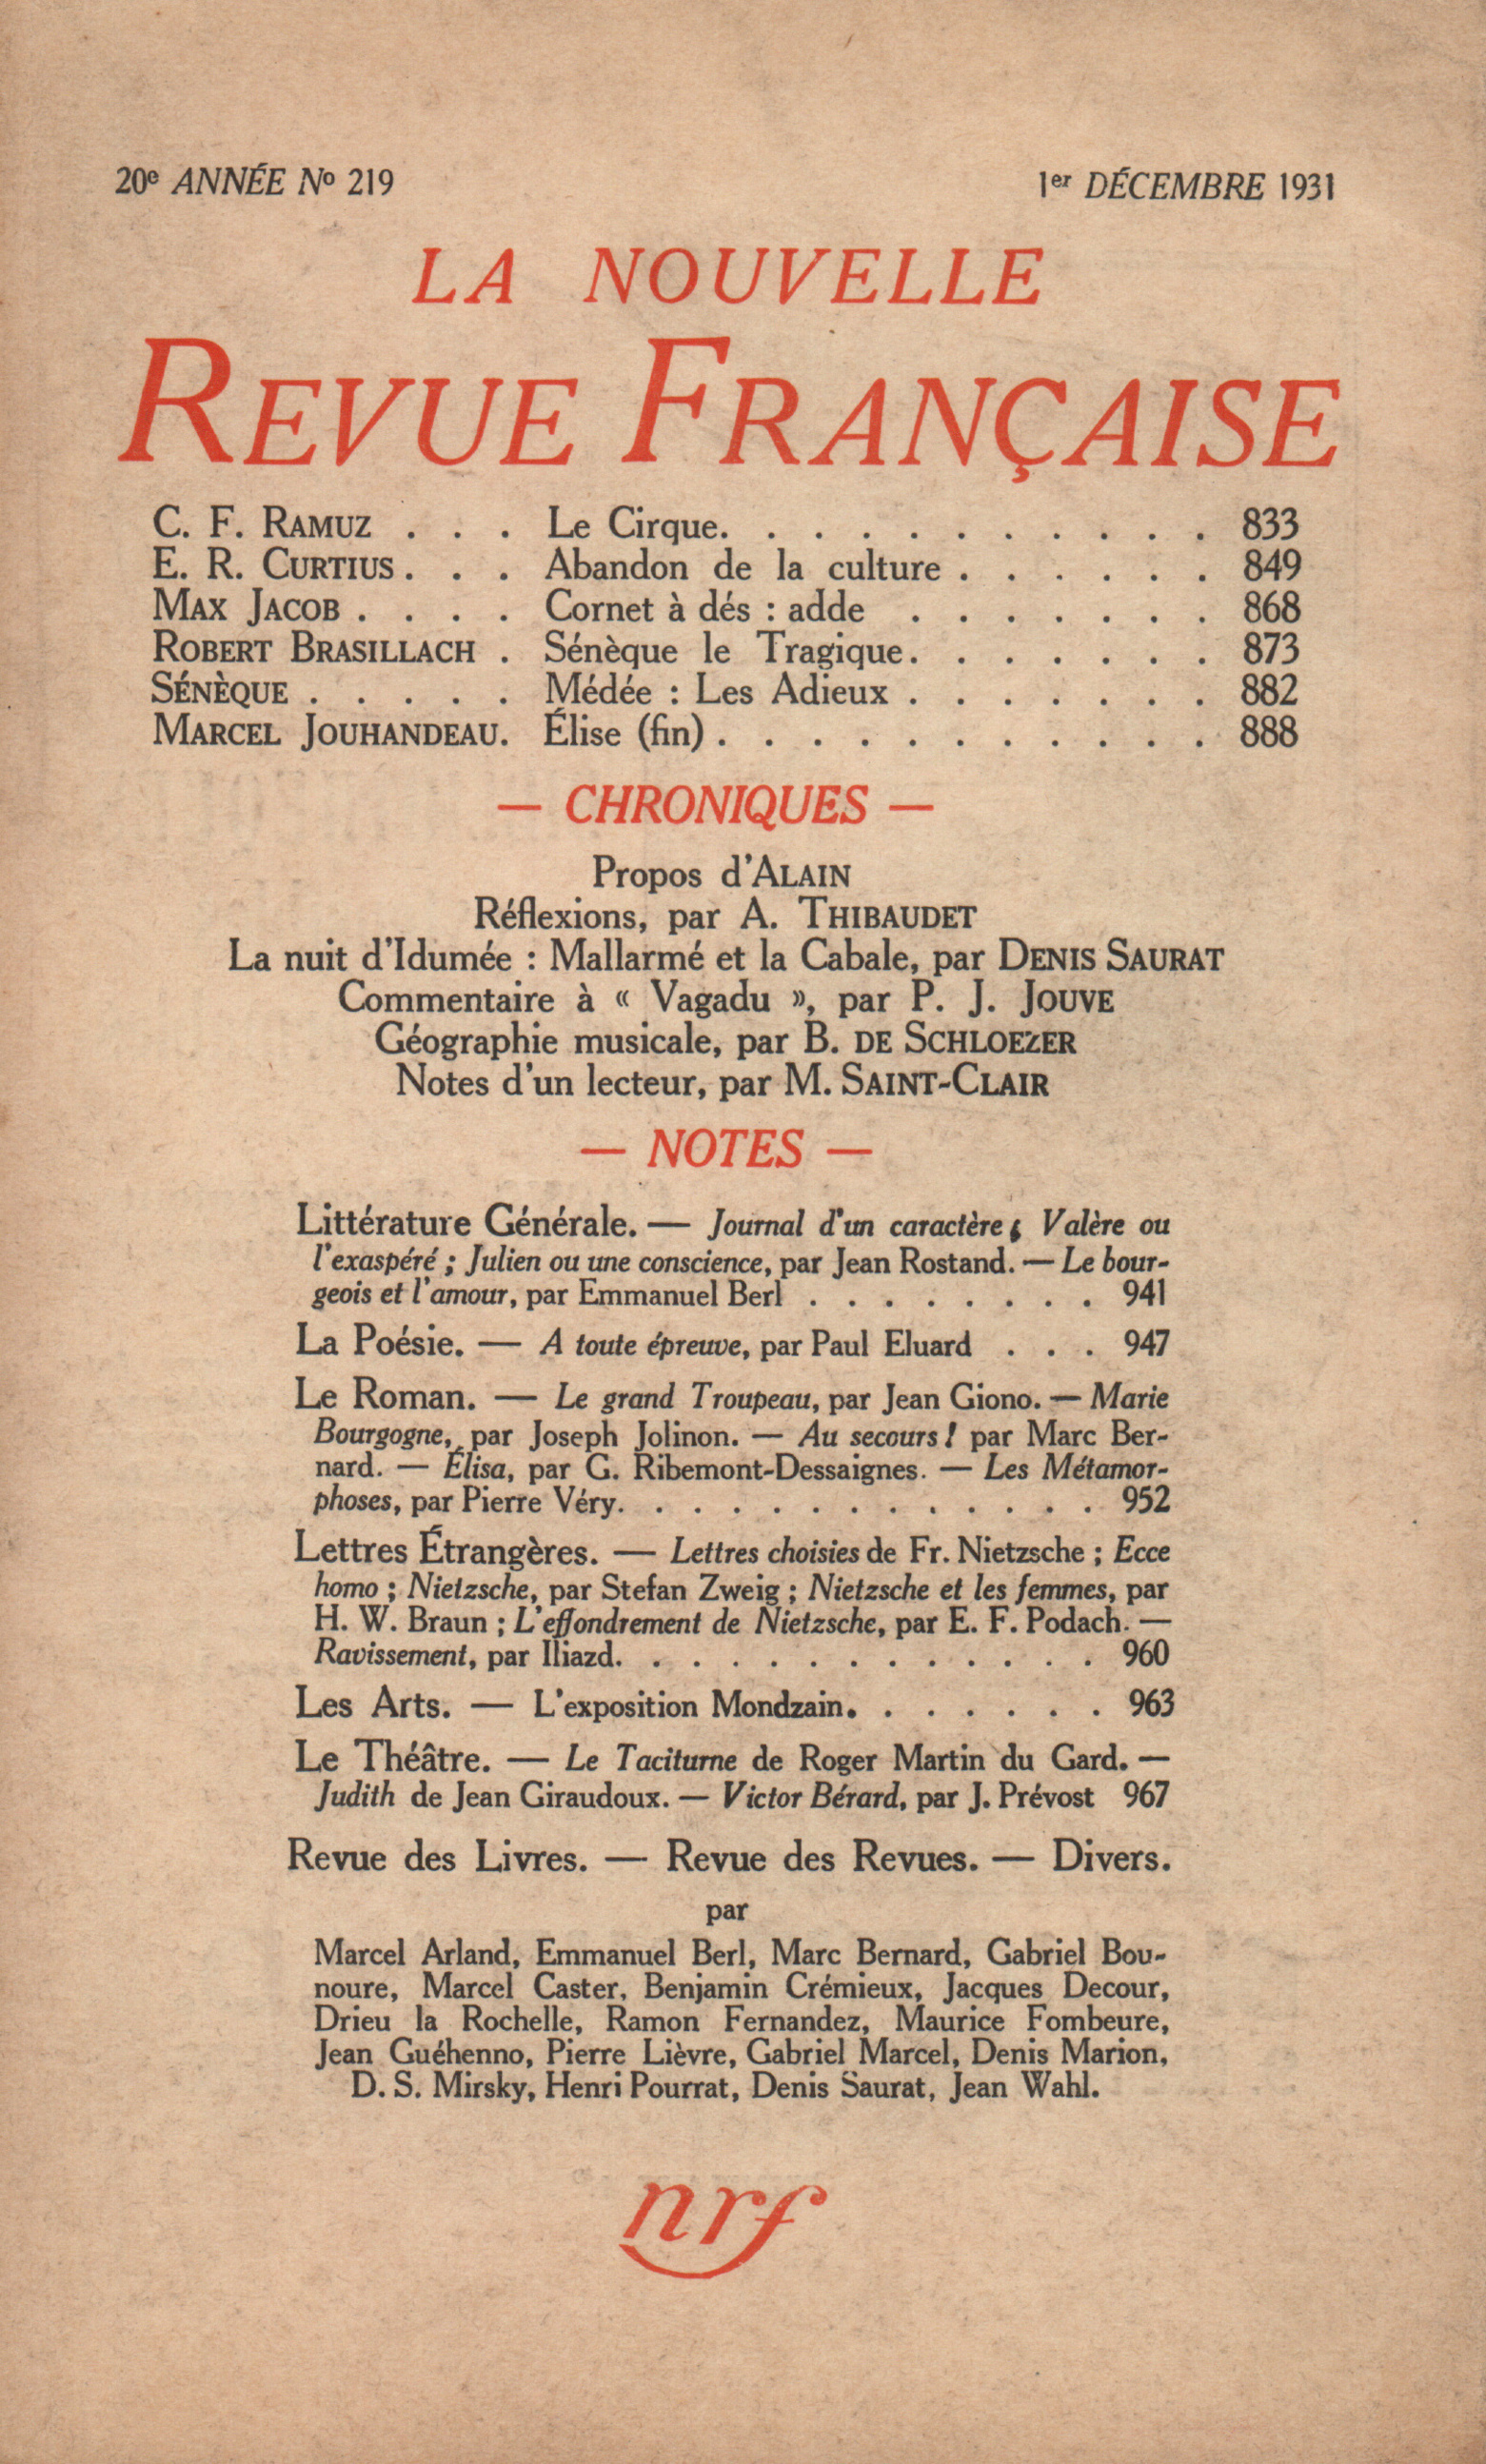 20e ANNÉE No 219
1er DÉCEMBRE 1931
LA NOUVELLE
REVUE FRANÇAISE
C. F. RAMUZ . . . Le Cirque. . . . . . . . . . . 833
E. R. CURTIUS . . . Abandon de la culture . . . . . . 849
MAX JACOB . . . . Cornet à dés : adde . . . . . . . 868
ROBERT BRASILLACH . Sénèque le Tragique. . . . . . . 873
SÉNÈQUE . . . . . Médée : Les Adieux . . . . . . . 882
MARCEL JOUHANDEAU. Élise (fin) . . . . . . . . . . . 888
— CHRONIQUES —
Propos d'ALAIN
Réflexions, par A. THIBAUDET
La nuit d'Idumée : Mallarmé et la Cabale, par DENIS SAURAT
Commentaire à « Vagadu », par P. J. JOUVE
Géographie musicale, par B. DE SCHLOEZER
Notes d'un lecteur, par M. SAINT-CLAIR
— NOTES —
Littérature Générale. — Journal d'un caractère ; Valère ou
l'exaspéré ; Julien ou une conscience, par Jean Rostand. — Le bour-
geois et l'amour, par Emmanuel Berl . . . . . . . . 941
La Poésie. — A toute épreuve, par Paul Eluard . . . 947
Le Roman. — Le grand Troupeau, par Jean Giono. — Marie
Bourgogne, par Joseph Jolinon. — Au secours ! par Marc Ber-
nard. — Élisa, par G. Ribemont-Dessaignes. — Les Métamor-
phoses, par Pierre Véry. . . . . . . . . . . . . 952
Lettres Étrangères. — Lettres choisies de Fr. Nietzsche ; Ecce
homo ; Nietzsche, par Stefan Zweig ; Nietzsche et les femmes, par
H. W. Braun ; L'effondrement de Nietzsche, par E. F. Podach. —
Ravissement, par Iliazd. . . . . . . . . . . . . 960
Les Arts. — L'exposition Mondzain. . . . . . . 963
Le Théâtre. — Le Taciturne de Roger Martin du Gard. —
Judith de Jean Giraudoux. — Victor Bérard, par J. Prévost 967
Revue des Livres. — Revue des Revues. — Divers.
par
Marcel Arland, Emmanuel Berl, Marc Bernard, Gabriel Bou-
noure, Marcel Caster, Benjamin Crémieux, Jacques Decour,
Drieu la Rochelle, Ramon Fernandez, Maurice Fombeure,
Jean Guéhenno, Pierre Lièvre, Gabriel Marcel, Denis Marion,
D. S. Mirsky, Henri Pourrat, Denis Saurat, Jean Wahl.
nrf